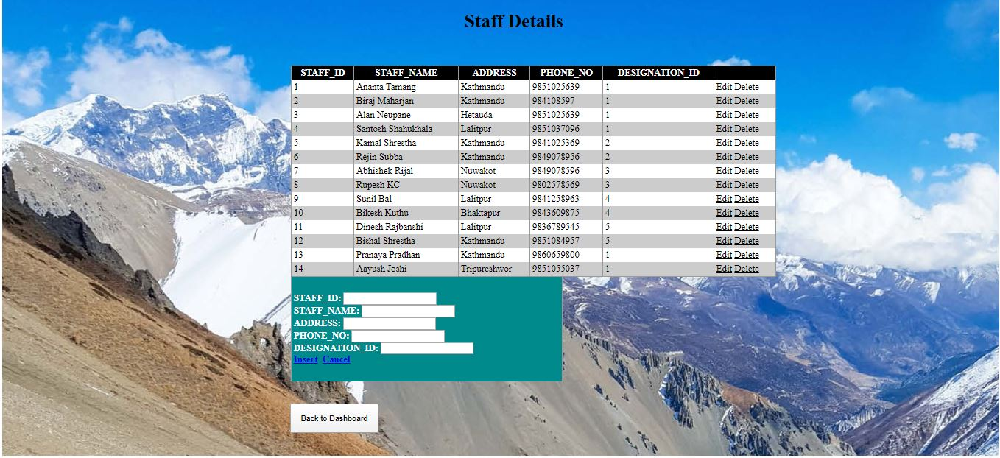 Staff Details
STAFF_ID STAFF_NAME ADDRESS PHONE_NO DESIGNATION_ID
1 Ananta Tamang Kathmandu 9851025639 1 Edit Delete
2 Biraj Maharjan Kathmandu 984108597 1 Edit Delete
3 Alan Neupane Hetauda 9851025639 1 Edit Delete
4 Santosh Shahukhala Lalitpur 9851037096 1 Edit Delete
5 Kamal Shrestha Kathmandu 9841025369 2 Edit Delete
6 Rejin Subba Kathmandu 9849078956 2 Edit Delete
7 Abhishek Rijal Nuwakot 9849078596 3 Edit Delete
8 Rupesh KC Nuwakot 9802578569 3 Edit Delete
9 Sunil Bal Lalitpur 9841258963 4 Edit Delete
10 Bikesh Kuthu Bhaktapur 9843609875 4 Edit Delete
11 Dinesh Rajbanshi Lalitpur 9836789545 5 Edit Delete
12 Bishal Shrestha Kathmandu 9851084957 5 Edit Delete
13 Pranaya Pradhan Kathmandu 9860659800 1 Edit Delete
14 Aayush Joshi Tripureshwor 9851055037 1 Edit Delete
STAFF_ID:
STAFF_NAME:
ADDRESS:
PHONE_NO:
DESIGNATION_ID:
Insert Cancel
Back to Dashboard